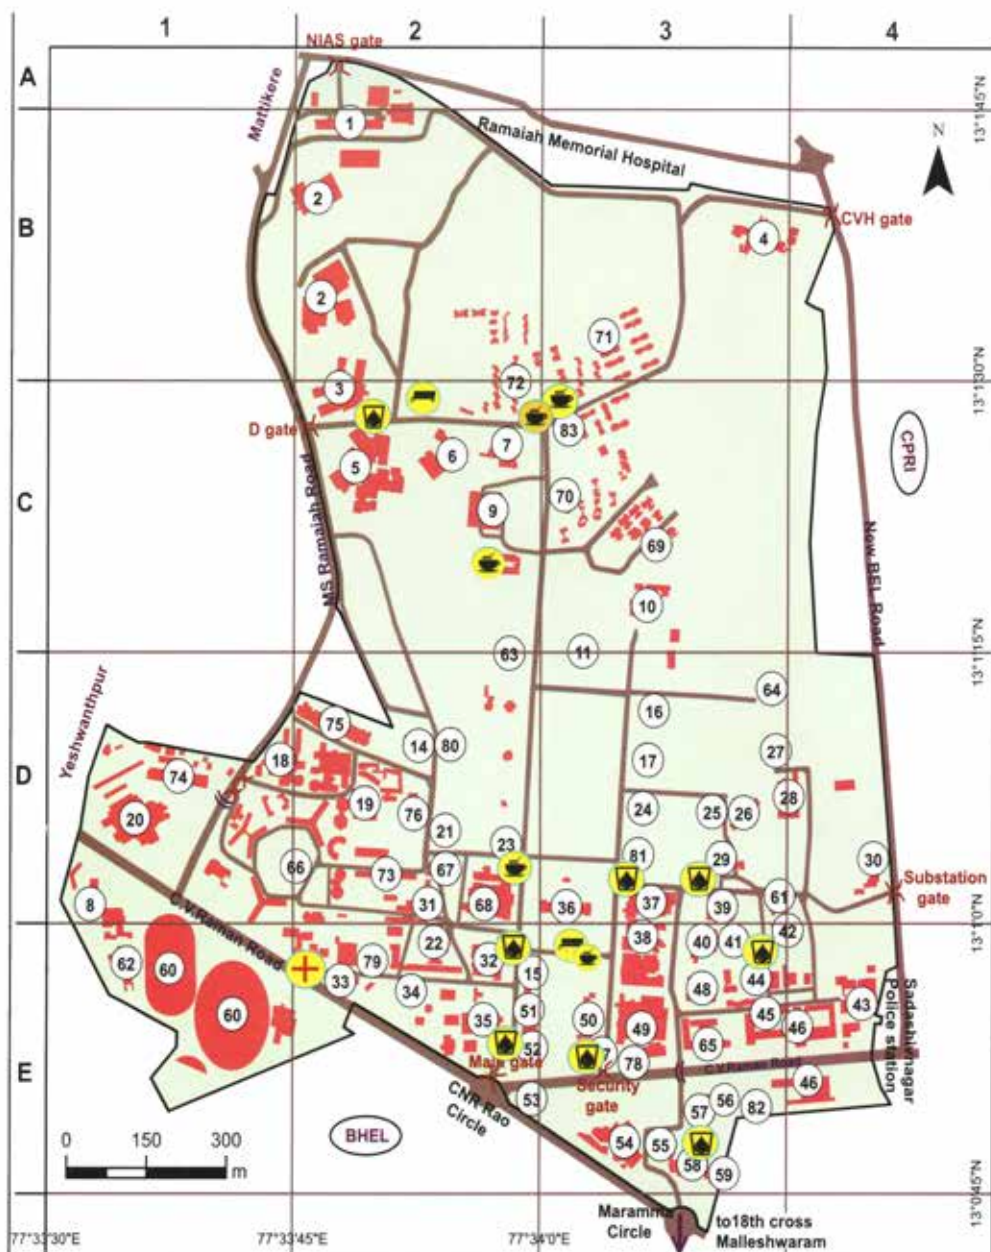 1 2 3 4
NIAS gate
A
Mattikere
13°1'45"N
1
Ramaiah Memorial Hospital
N
2
B
4
CVH gate
2
71
72
13°1'30"N
3
83
D gate
7
CPRI
6
5
MS Ramaiah Road
C
70
9
New BEL Road
69
10
63
11
13°1'15"N
Yeshwanthpur
64
16
75
14
80
27
18
17
74
D
28
19
76
24
25
26
20
21
23
81
29
30
66
73
67
Substation gate
61
8
31
68
36
37
39
13°1'0"N
C.V.Raman Road
22
38
40
41
42
62
60
79
32
15
33
34
48
44
43
Sadashivnagar
Police station
60
35
51
50
49
45
46
52
7
78
65
C.V.Raman Road
E
Main gate
Security gate
46
53
56
57
82
CNR Rao Circle
BHEL
0 150 300
m
54
55
58
59
13°0'45"N
Maramma Circle
to18th cross
Malleshwaram
77°33'30"E 77°33'45"E 77°34'0"E